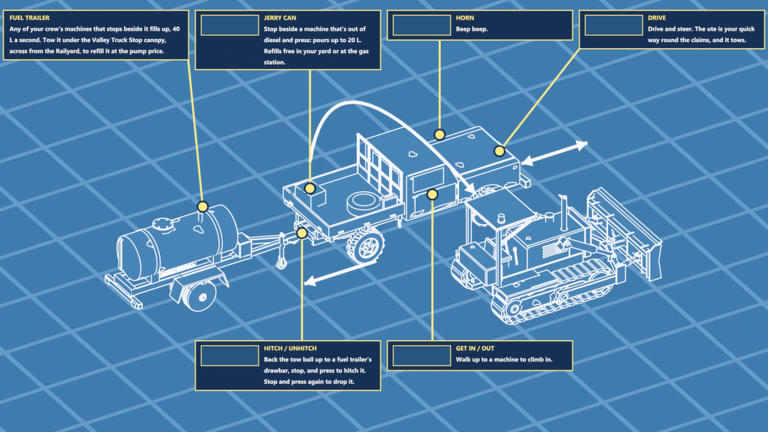 FUEL TRAILER
Any of your crew's machines that stops beside it fills up, 40
L a second. Tow it under the Valley Truck Stop canopy,
across from the Railyard, to refill it at the pump price.
JERRY CAN
Stop beside a machine that's out of
diesel and press: pours up to 20 L.
Refills free in your yard or at the gas
station.
HORN
Beep beep.
DRIVE
Drive and steer. The ute is your quick
way round the claims, and it tows.
HITCH / UNHITCH
Back the tow ball up to a fuel trailer's
drawbar, stop, and press to hitch it.
Stop and press again to drop it.
GET IN / OUT
Walk up to a machine to climb in.